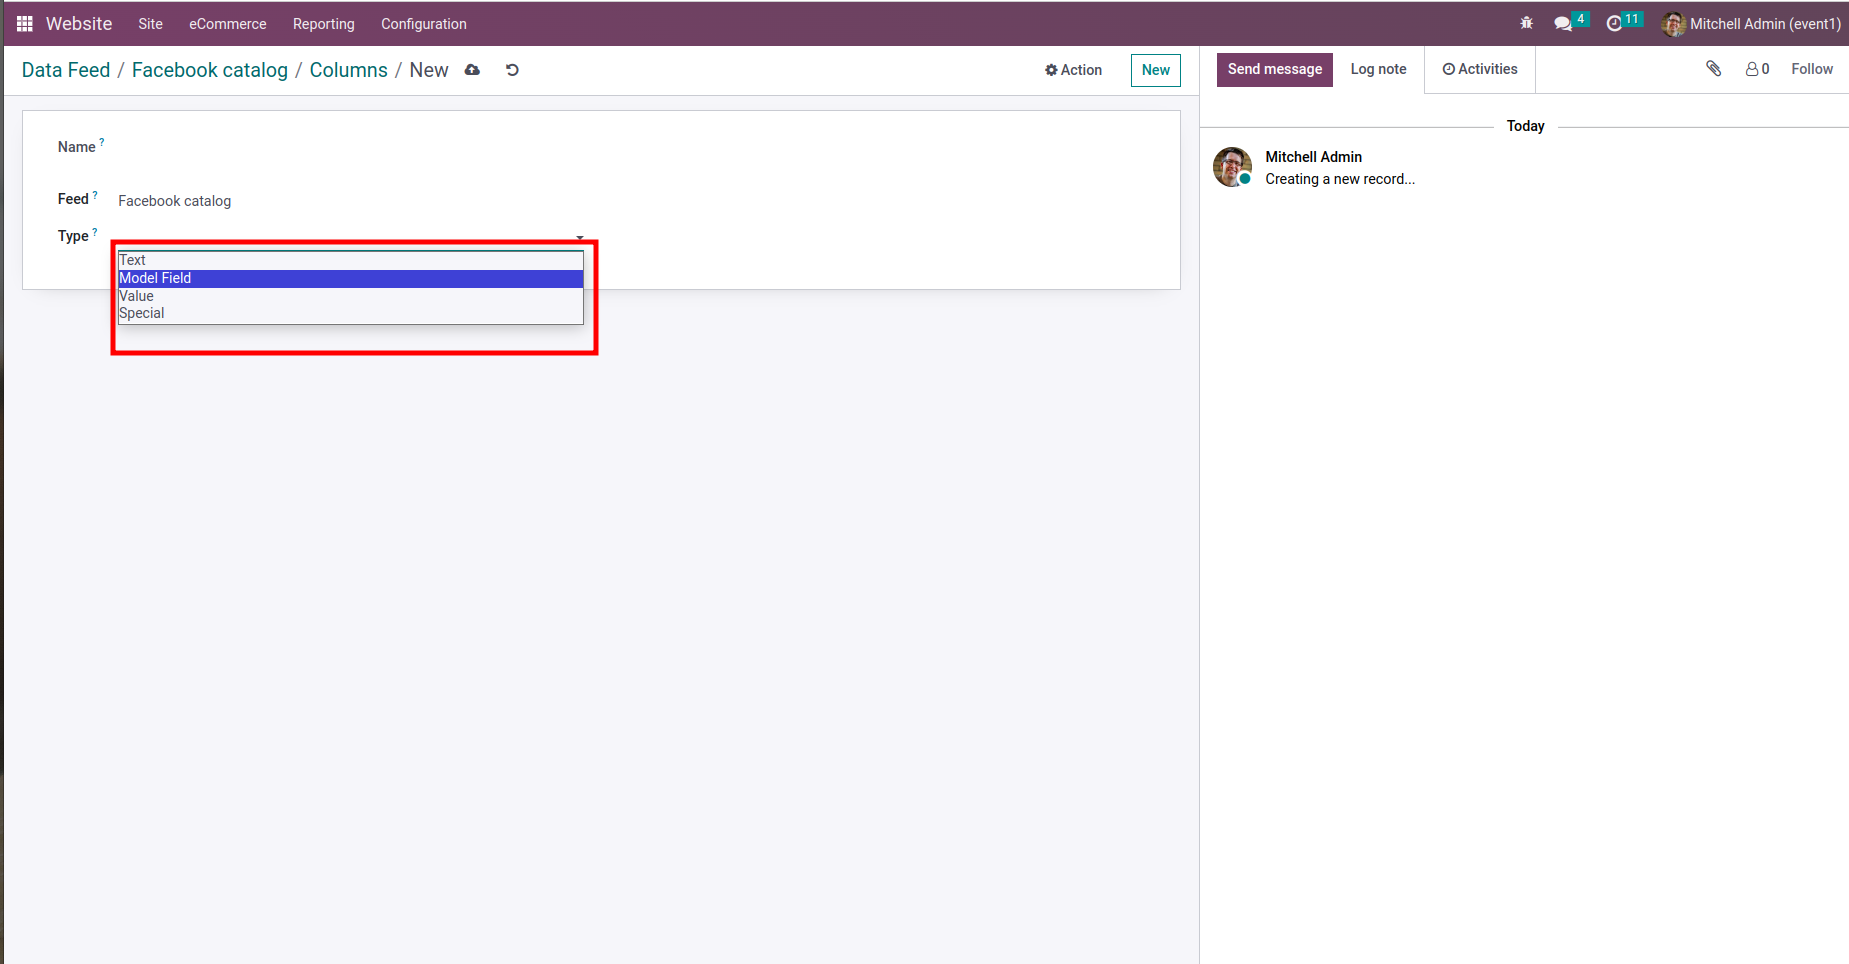 Website Site eCommerce Reporting Configuration 4 11 Mitchell Admin (event1)
Data Feed / Facebook catalog / Columns / New Action New Send message Log note Activities 0 Follow
Today
Name ?
Mitchell Admin
Creating a new record...
Feed ? Facebook catalog
Type ?
Text
Model Field
Value
Special